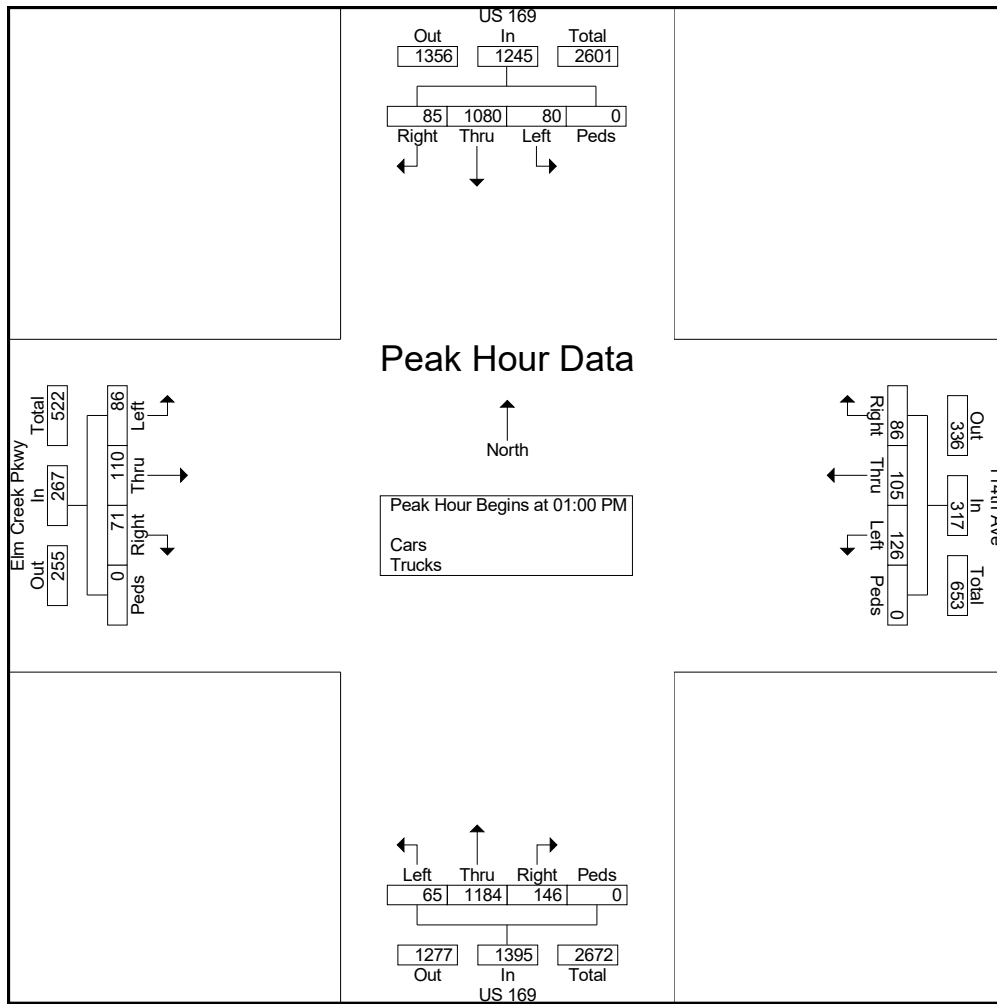 US 169
Out In Total
1356 1245 2601
85 1080 80 0
Right Thru Left Peds
Peak Hour Data
North
Peak Hour Begins at 01:00 PM
Cars
Trucks
Elm Creek Pkwy
Out In Total
255 267 522
86 110 71 0
Left Thru Right Peds
114th Ave
Out In Total
336 317 653
86 105 126 0
Right Thru Left Peds
Left Thru Right Peds
65 1184 146 0
1277 1395 2672
Out In Total
US 169